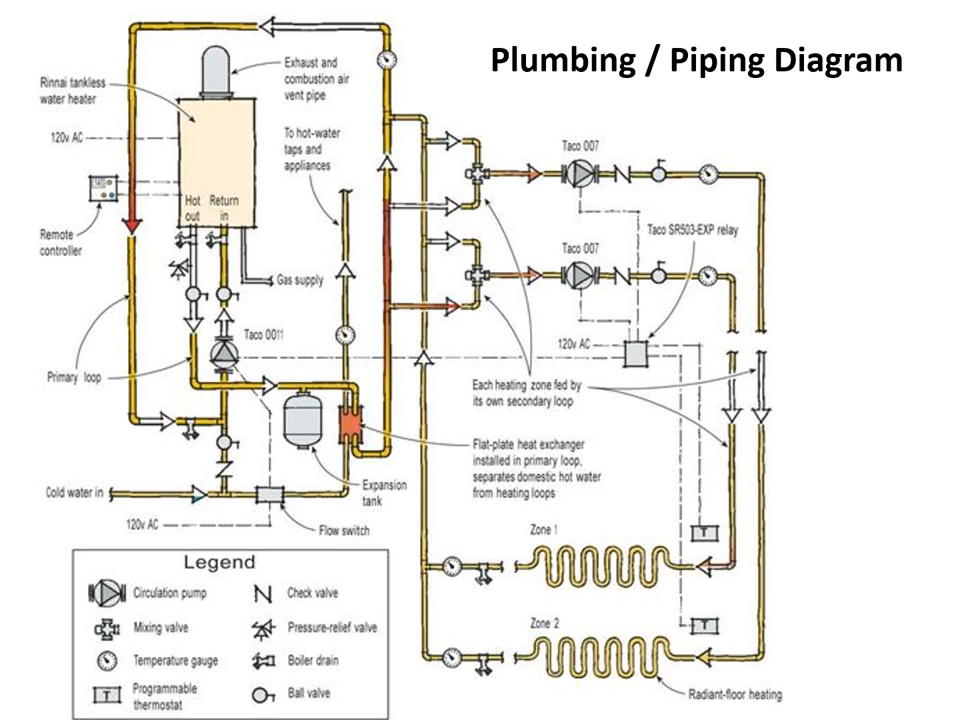 Plumbing / Piping Diagram
Exhaust and
combustion air
vent pipe
Rinnai tankless
water heater
120v AC
To hot-water
taps and
appliances
Taco 007
Hot
out
Return
in
Remote
controller
Taco SR503-EXP relay
Taco 007
Gas supply
Taco 0011
120v AC
Primary loop
Each heating zone fed by
its own secondary loop
Flat-plate heat exchanger
installed in primary loop,
separates domestic hot water
from heating loops
Expansion
tank
Cold water in
120v AC
Flow switch
Zone 1
T
Zone 2
T
Radiant-floor heating
Legend
Circulation pump
Check valve
Mixing valve
Pressure-relief valve
Temperature gauge
Boiler drain
T
Programmable
thermostat
Ball valve